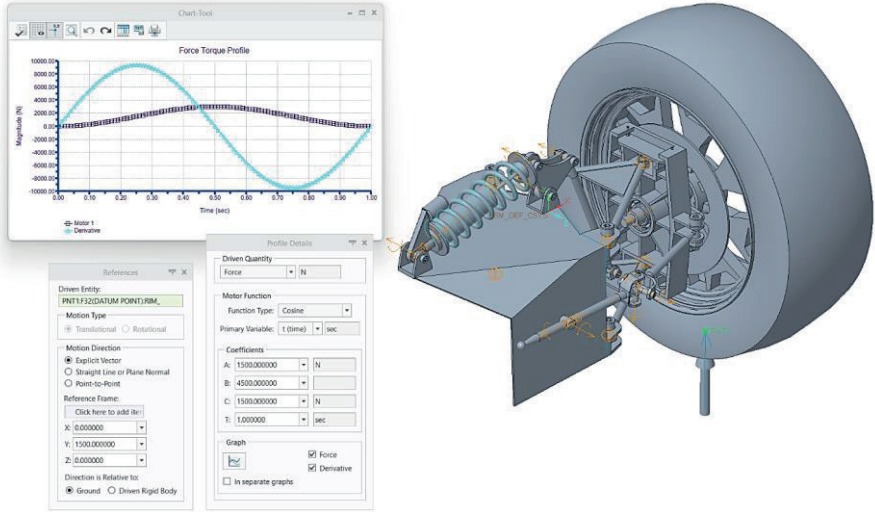 Chart-Tool
Force Torque Profile
Magnitude (N)
10000.00
8000.00
6000.00
4000.00
2000.00
0.00
-2000.00
-4000.00
-6000.00
-8000.00
-10000.00
0.00 0.10 0.20 0.30 0.40 0.50 0.60 0.70 0.80 0.90 1.00
Time (sec)
Motor 1
Derivative
References
Driven Entity:
PNT1:F32(DATUM POINT):RIM_
Motion Type
Translational Rotational
Motion Direction
Explicit Vector
Straight Line or Plane Normal
Point-to-Point
Reference Frame:
Click here to add iter
X: 0.000000
Y: 1500.000000
Z: 0.000000
Direction is Relative to:
Ground Driven Rigid Body
Profile Details
Driven Quantity
Force N
Motor Function
Function Type: Cosine
Primary Variable: t (time) sec
Coefficients
A: 1500.000000 N
B: 4500.000000
C: 1500.000000 N
T: 1.000000 sec
Graph
Force
Derivative
In separate graphs